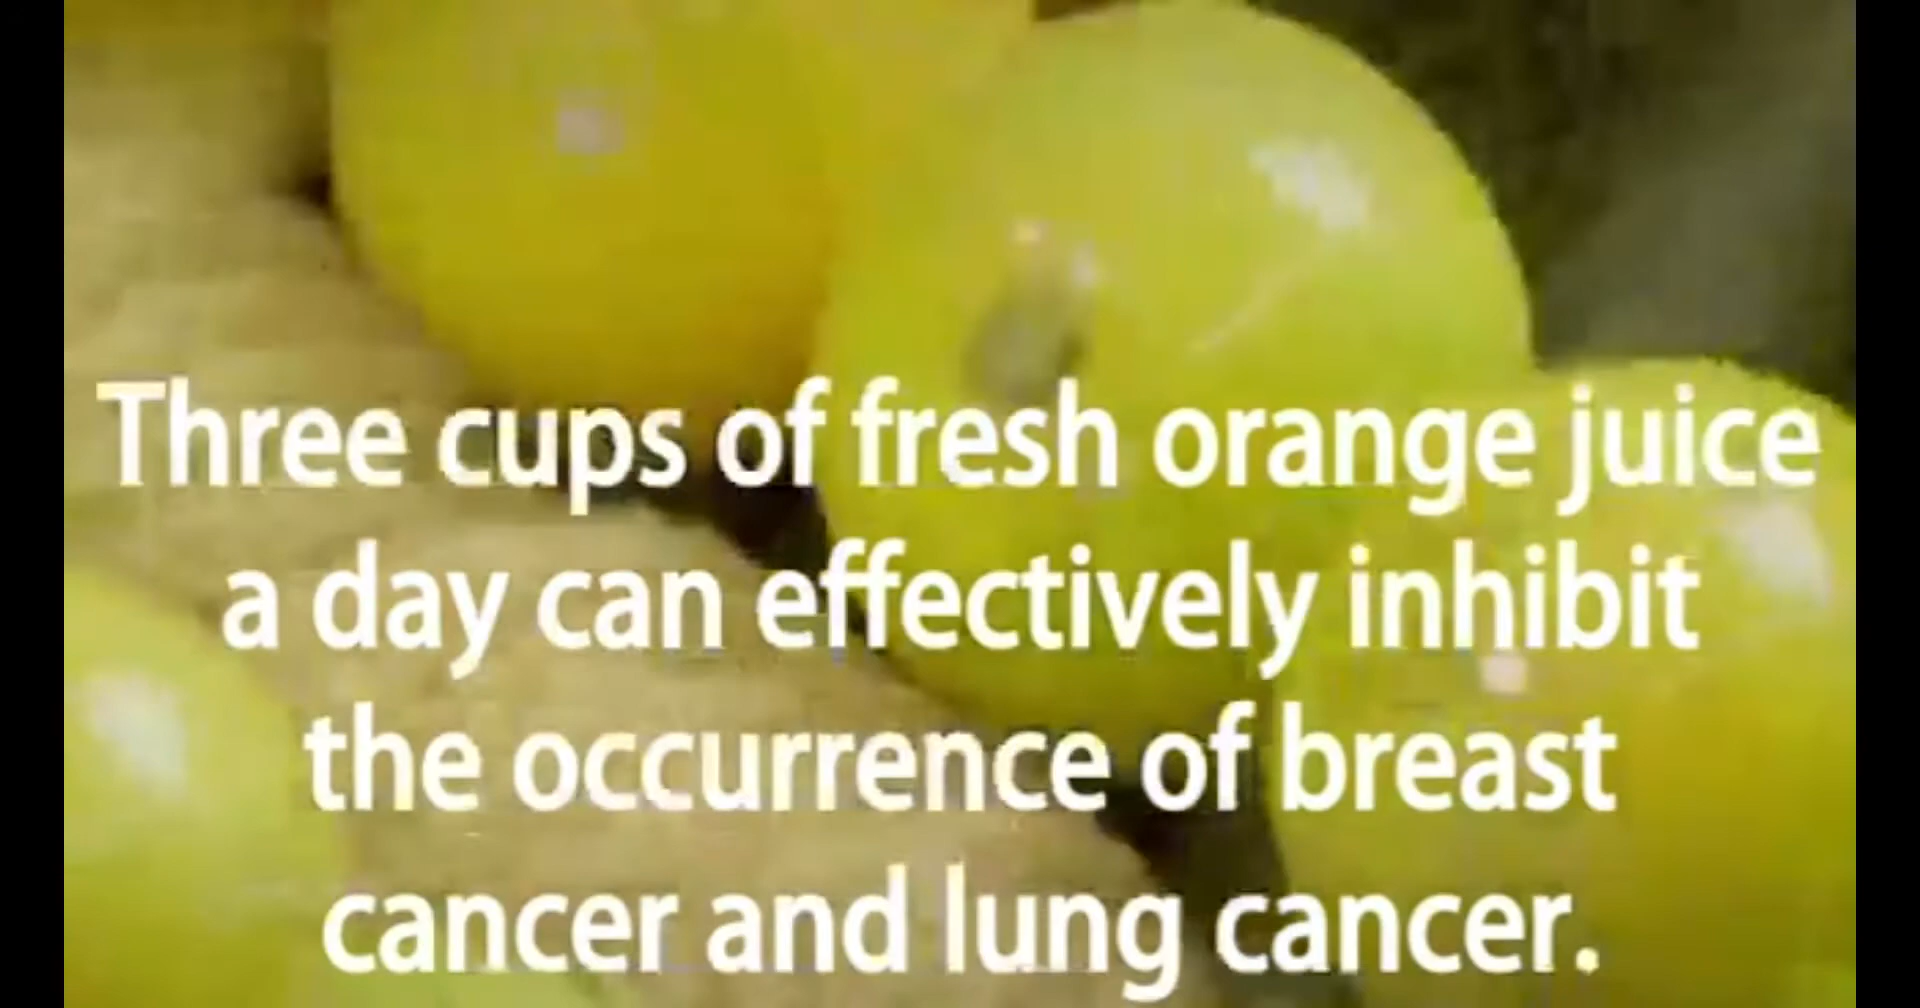 Three cups of fresh orange juice
a day can effectively inhibit
the occurrence of breast
cancer and lung cancer.